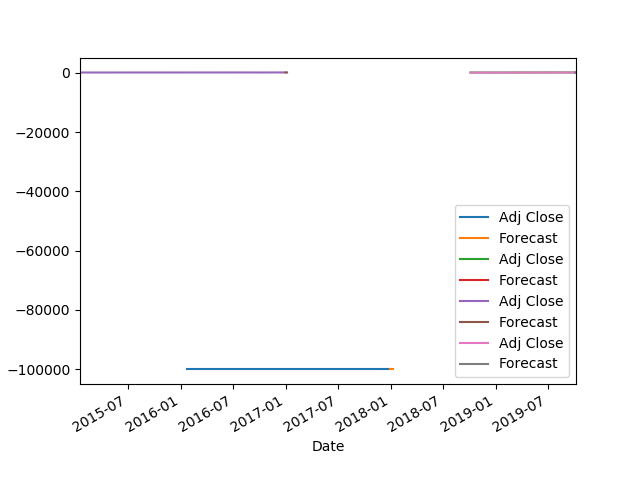 0
−20000
−40000
−60000
−80000
−100000
2015-07
2016-01
2016-07
2017-01
2017-07
2018-01
2018-07
2019-01
2019-07
Date
Adj Close
Forecast
Adj Close
Forecast
Adj Close
Forecast
Adj Close
Forecast